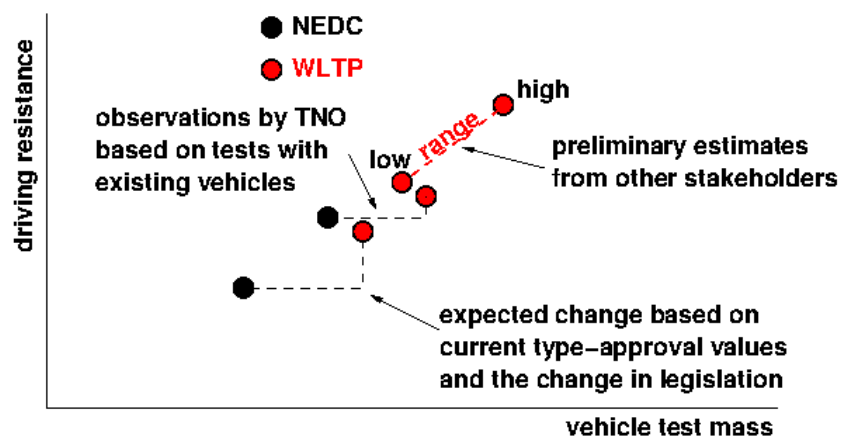 NEDC
WLTP
high
observations by TNO
based on tests with
existing vehicles
low
range
preliminary estimates
from other stakeholders
driving resistance
expected change based on
current type−approval values
and the change in legislation
vehicle test mass